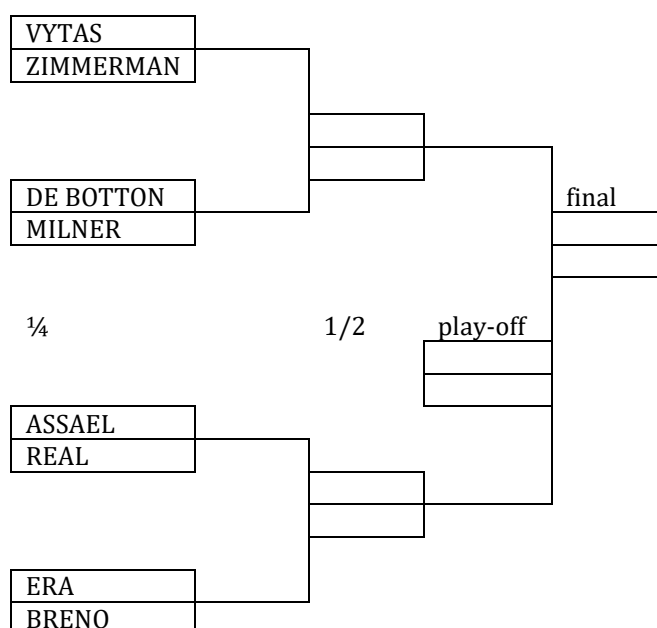 VYTAS
ZIMMERMAN
DE BOTTON
MILNER
final
¼ 1/2 play-off
ASSAEL
REAL
ERA
BRENO